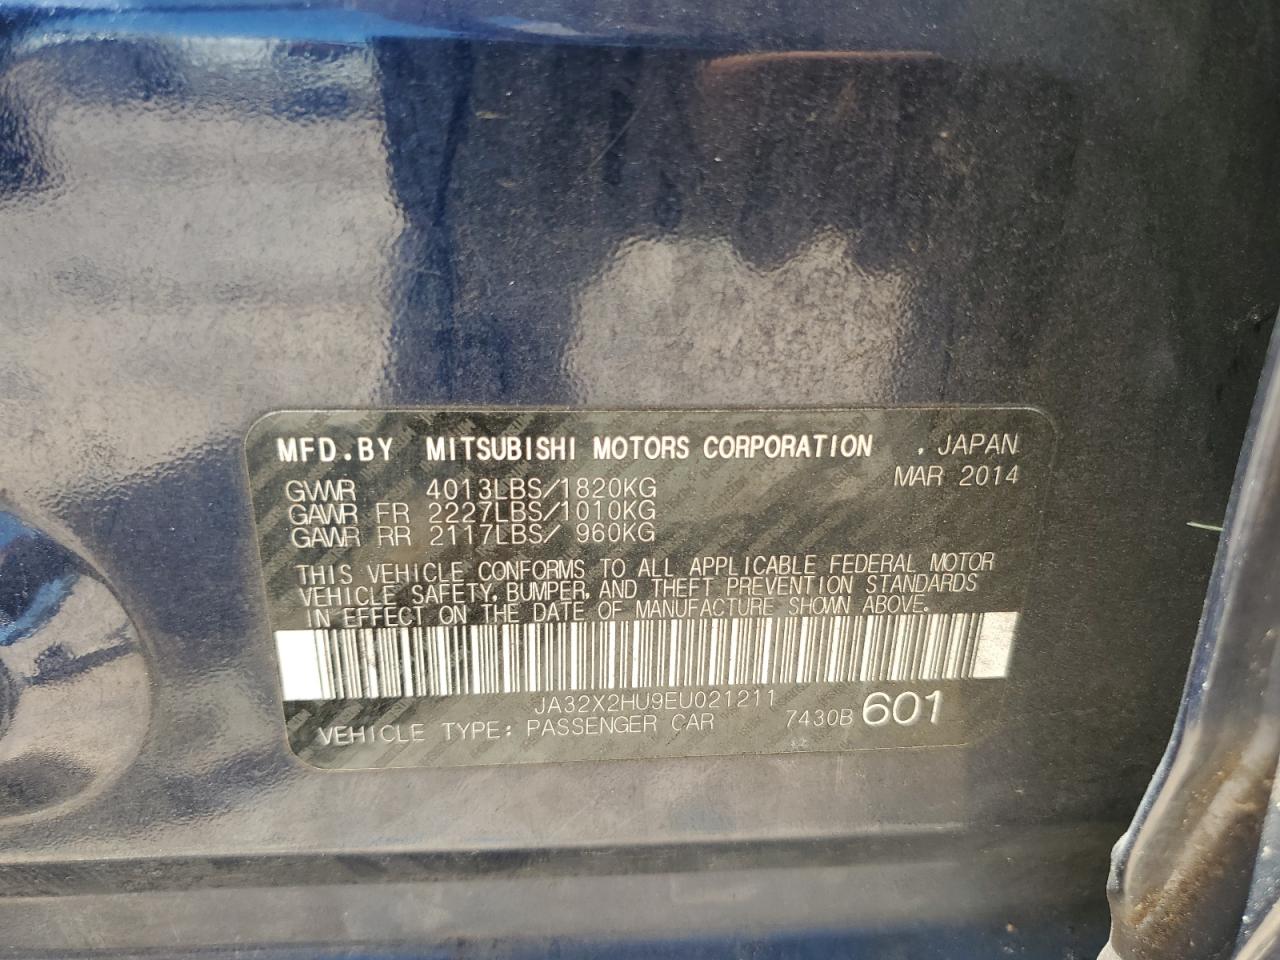 MFD.BY MITSUBISHI MOTORS CORPORATION , JAPAN
MAR 2014
GVWR 4013LBS/1820KG
GAWR FR 2227LBS/1010KG
GAWR RR 2117LBS/ 960KG
THIS VEHICLE CONFORMS TO ALL APPLICABLE FEDERAL MOTOR
VEHICLE SAFETY, BUMPER, AND THEFT PREVENTION STANDARDS
IN EFFECT ON THE DATE OF MANUFACTURE SHOWN ABOVE.
JA32X2HU9EU021211
VEHICLE TYPE: PASSENGER CAR 7430B 601